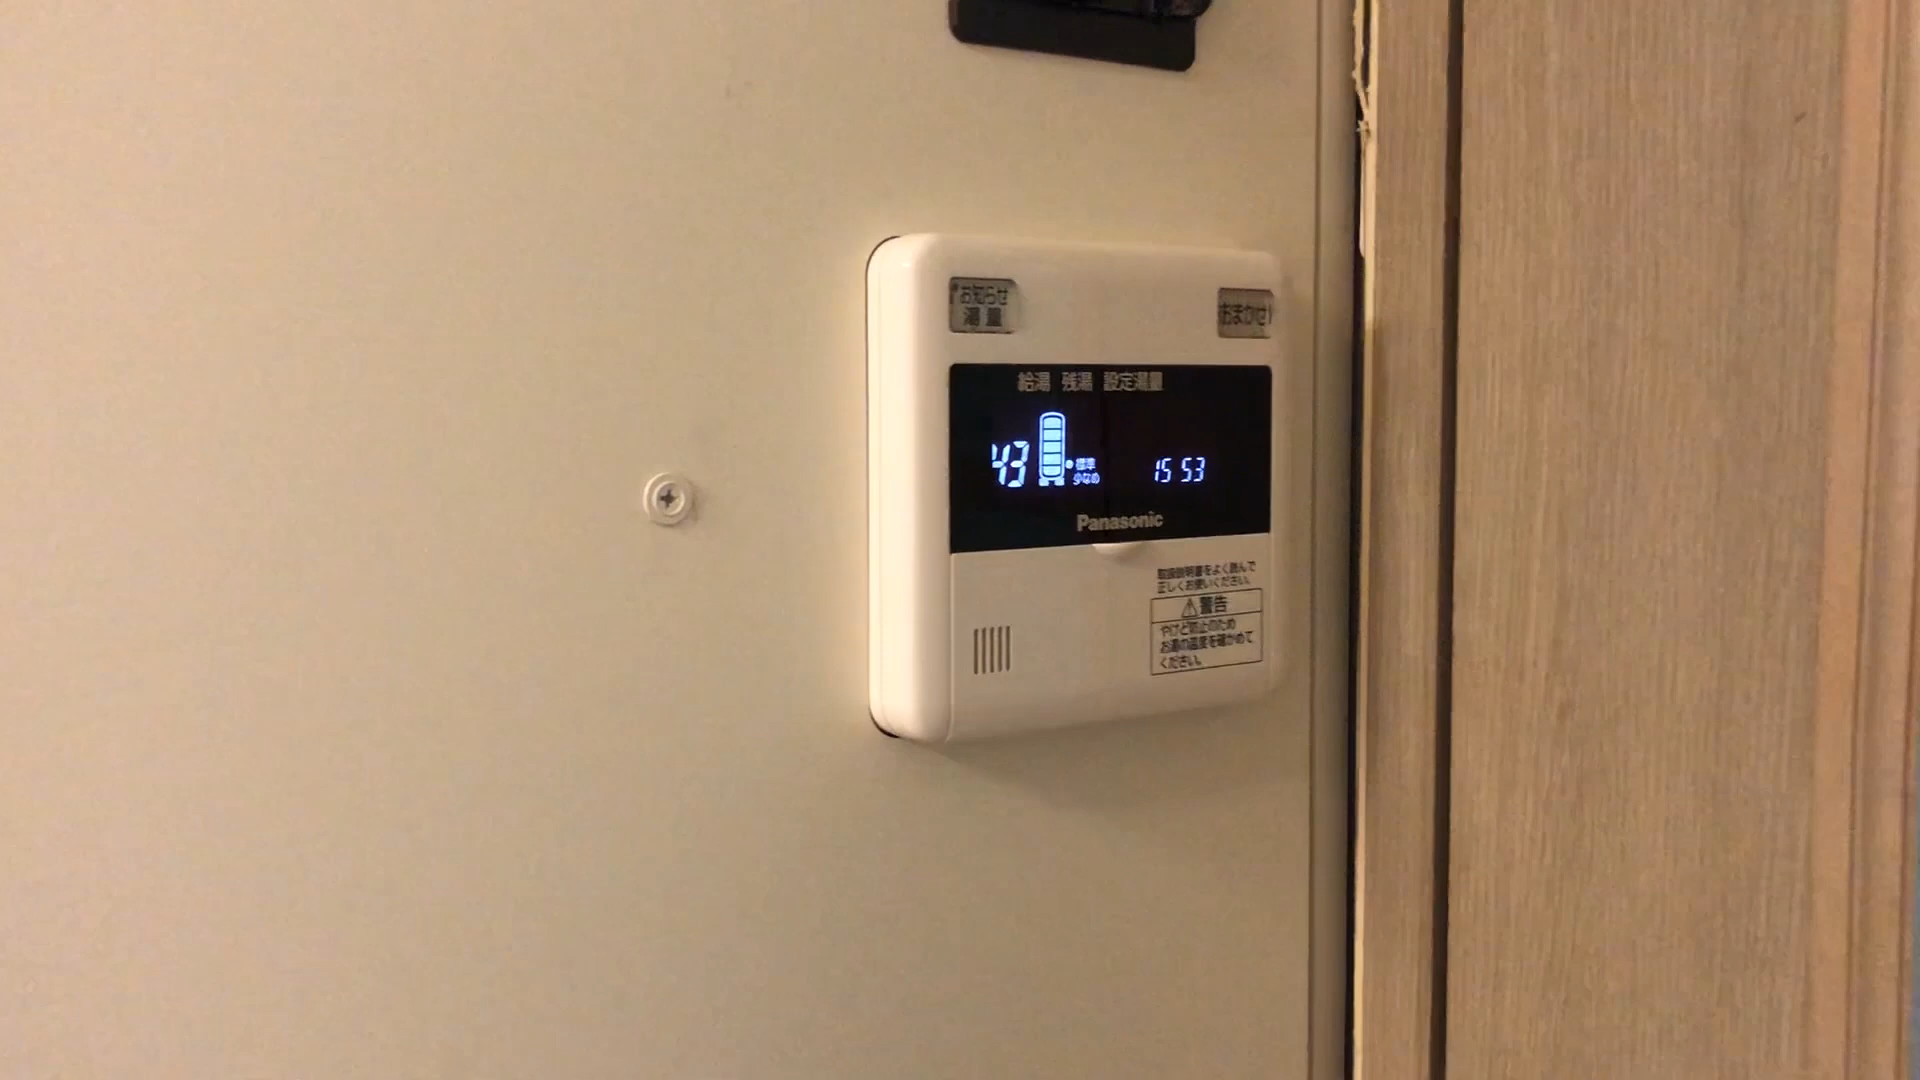 お知らせ
湯量
おまかせ
給湯 残湯 設定湯量
43
標準
少なめ
15 53
Panasonic
取扱説明書をよく読んで
正しくお使いください。
警告
やけど防止のため
お湯の温度を確かめて
ください。